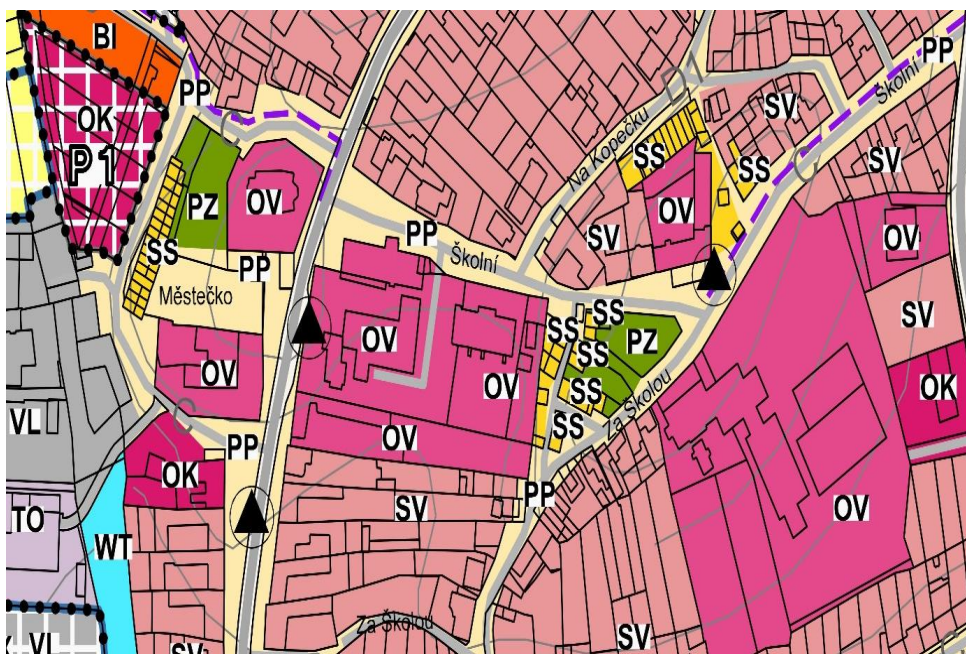 BI
PP
PP
OK
SV
Školní
P1
C
D1
SS
SS
C
SV
Na Kopečku
PZ
OV
OV
PP
OV
SS
PP
Školní
SV
Městečko
SS
SS
PZ
SV
OV
SS
OV
OV
SS
OK
VL
C
SS
Za Školou
OV
PP
OK
PP
TO
SV
OV
WT
Za Školou
SV
VL
SV